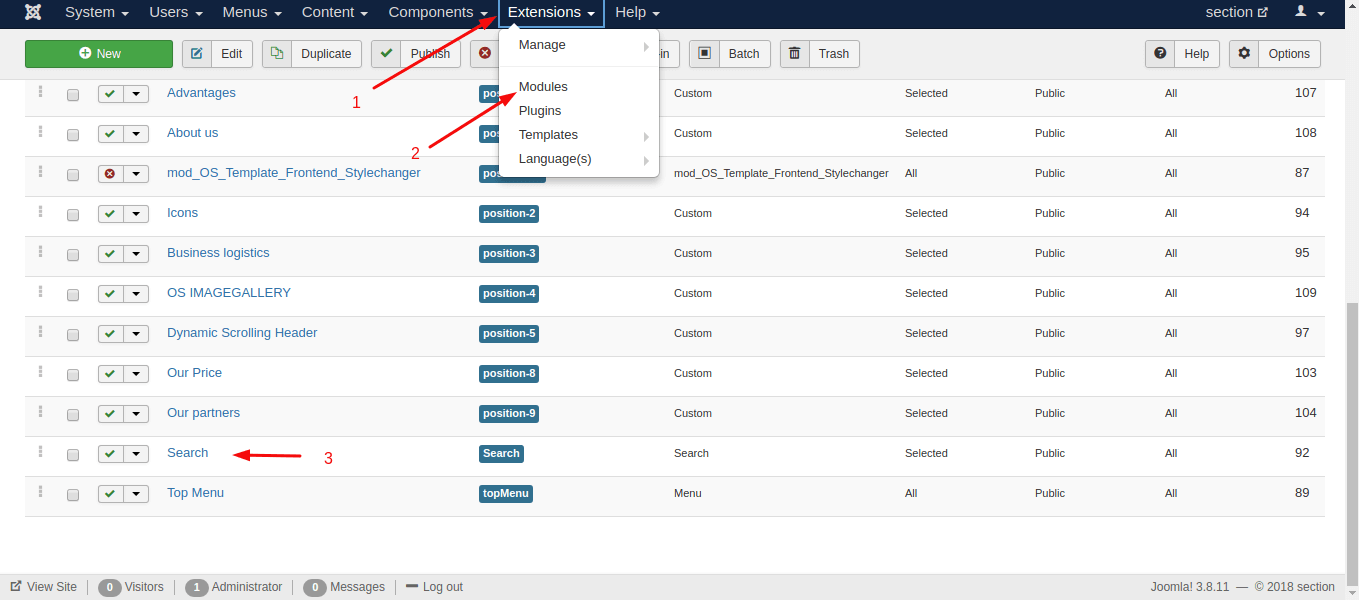 System Users Menus Content Components Extensions Help section
New Edit Duplicate Publish in Batch Trash Help Options
Manage
Modules
Plugins
Templates
Language(s)
1
2
3
Advantages pos Custom Selected Public All 107
About us pos Custom Selected Public All 108
mod_OS_Template_Frontend_Stylechanger pos mod_OS_Template_Frontend_Stylechanger All Public All 87
Icons position-2 Custom Selected Public All 94
Business logistics position-3 Custom Selected Public All 95
OS IMAGEGALLERY position-4 Custom Selected Public All 109
Dynamic Scrolling Header position-5 Custom Selected Public All 97
Our Price position-8 Custom Selected Public All 103
Our partners position-9 Custom Selected Public All 104
Search Search Search Selected Public All 92
Top Menu topMenu Menu All Public All 89
View Site 0 Visitors 1 Administrator 0 Messages Log out Joomla! 3.8.11 — © 2018 section